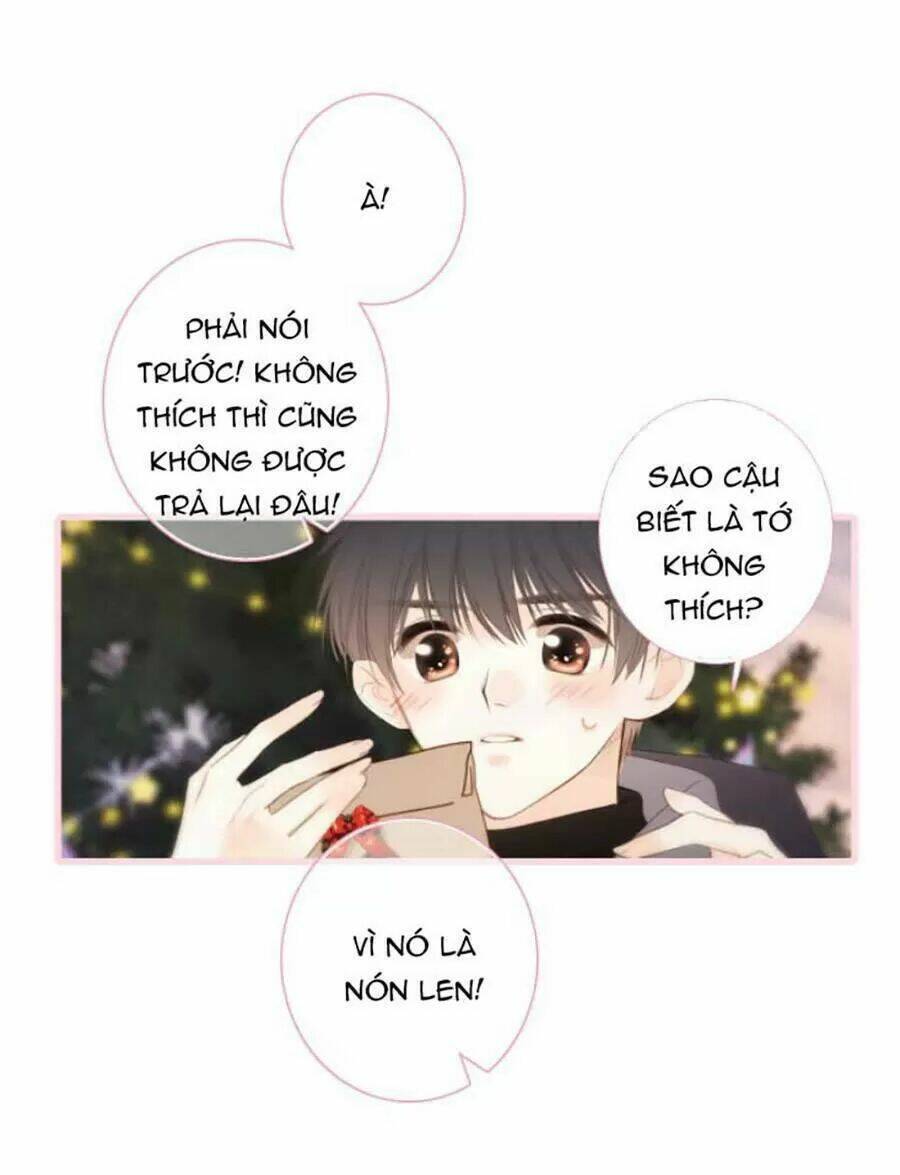 À!
PHẢI NÓI
TRƯỚC! KHÔNG
THÍCH THÌ CŨNG
KHÔNG ĐƯỢC
TRẢ LẠI ĐÂU!
SAO CẬU
BIẾT LÀ TỚ
KHÔNG
THÍCH?
VÌ NÓ LÀ
NÓN LEN!